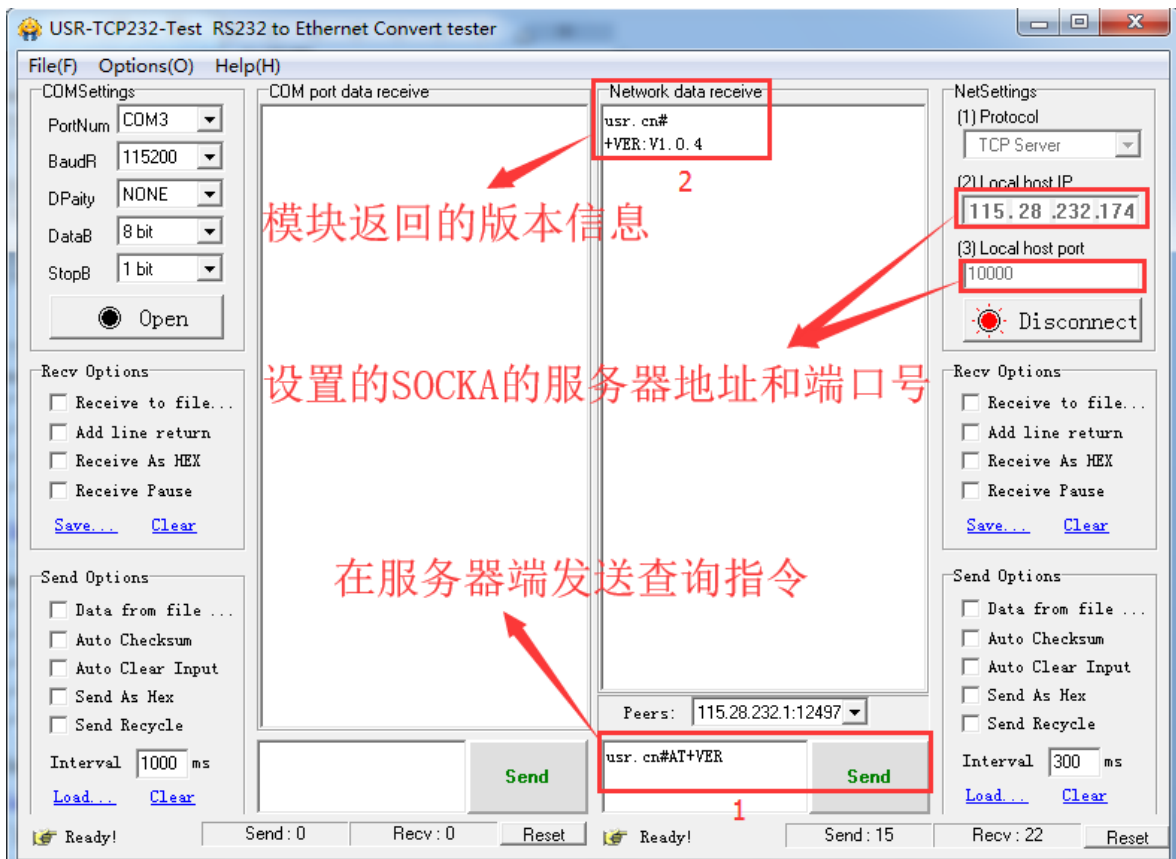 USR-TCP232-Test RS232 to Ethernet Convert tester
File(F) Options(O) Help(H)
COMSettings
PortNum COM3
BaudR 115200
DPaity NONE
DataB 8 bit
StopB 1 bit
Open
Recv Options
Receive to file...
Add line return
Receive As HEX
Receive Pause
Save... Clear
Send Options
Data from file ...
Auto Checksum
Auto Clear Input
Send As Hex
Send Recycle
Interval 1000 ms
Load... Clear
Ready!
COM port data receive
Send
Send : 0 Recv : 0 Reset
Network data receive
usr.cn#
+VER:V1.0.4
2
模块返回的版本信息
设置的SOCKA的服务器地址和端口号
在服务器端发送查询指令
Peers: 115.28.232.1:12497
usr.cn#AT+VER
Send
1
Ready!
Send : 15 Recv : 22 Reset
NetSettings
(1) Protocol
TCP Server
(2) Local host IP
115.28.232.174
(3) Local host port
10000
Disconnect
Recv Options
Receive to file...
Add line return
Receive As HEX
Receive Pause
Save... Clear
Send Options
Data from file ...
Auto Checksum
Auto Clear Input
Send As Hex
Send Recycle
Interval 300 ms
Load... Clear